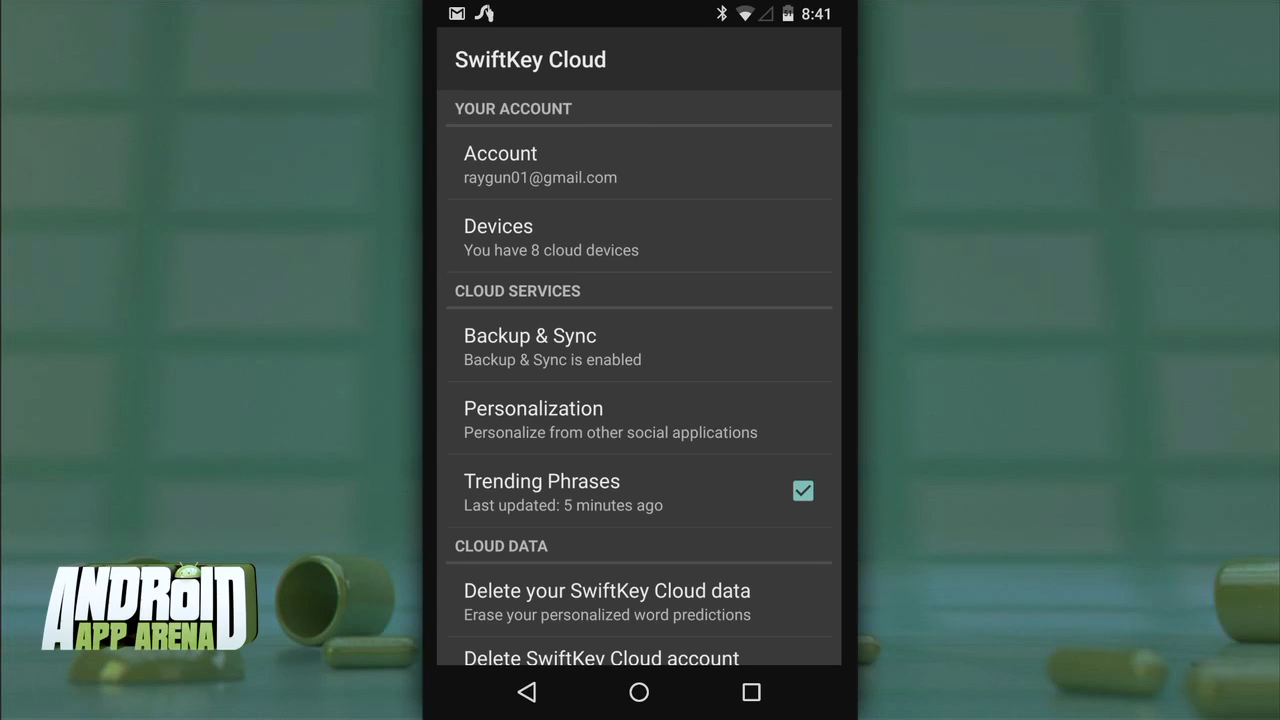 8:41
SwiftKey Cloud
YOUR ACCOUNT
Account
raygun01@gmail.com
Devices
You have 8 cloud devices
CLOUD SERVICES
Backup & Sync
Backup & Sync is enabled
Personalization
Personalize from other social applications
Trending Phrases
Last updated: 5 minutes ago
CLOUD DATA
Delete your SwiftKey Cloud data
Erase your personalized word predictions
Delete SwiftKey Cloud account
ANDROID
APP ARENA